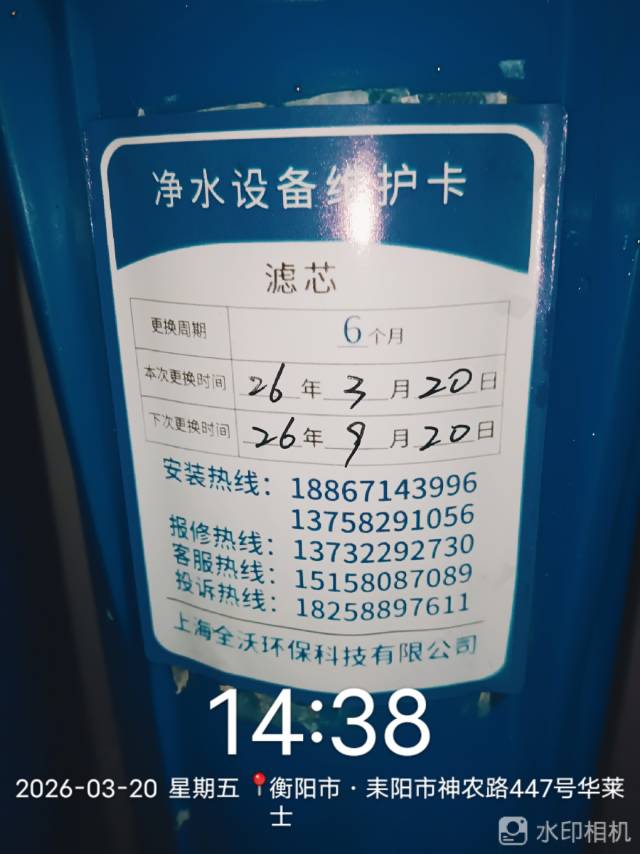 净水设备维护卡
滤芯
更换周期 6个月
本次更换时间 26年3月20日
下次更换时间 26年9月20日
安装热线：18867143996
13758291056
报修热线：13732292730
客服热线：15158087089
投诉热线：18258897611
上海全沃环保科技有限公司
14:38
2026-03-20 星期五 衡阳市·耒阳市神农路447号华莱
士
水印相机